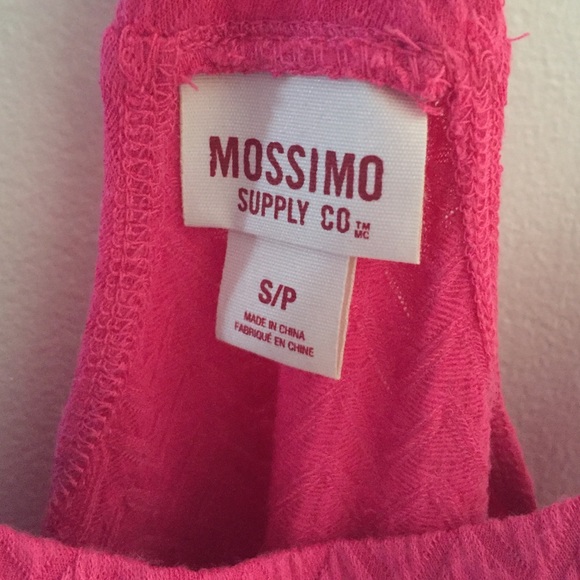 MOSSIMO
SUPPLY CO TM MC
S/P
MADE IN CHINA
FABRIQUÉ EN CHINE